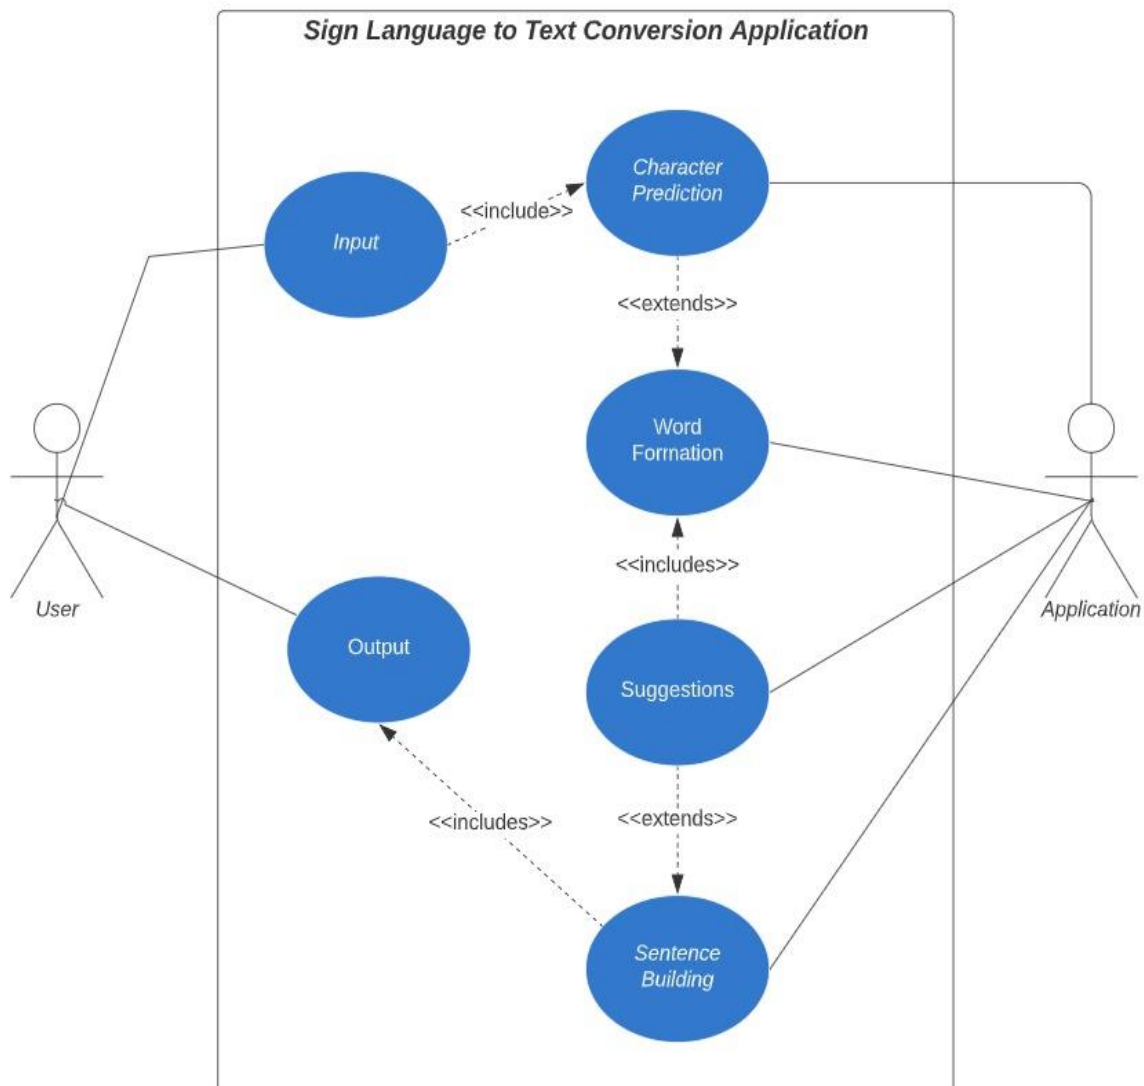 Sign Language to Text Conversion Application
Character
Prediction
<<include>>
Input
<<extends>>
Word
Formation
<<includes>>
User
Application
Output
Suggestions
<<includes>>
<<extends>>
Sentence
Building